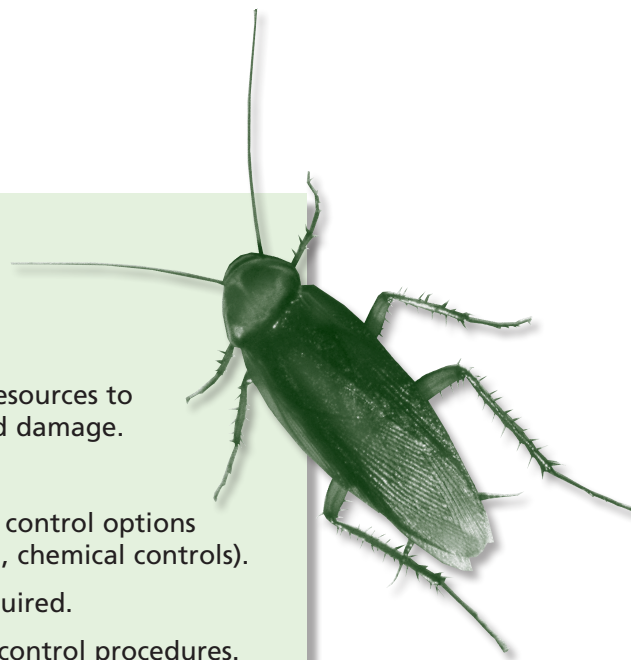 esources to
d damage.
control options
, chemical controls).
uired.
control procedures.